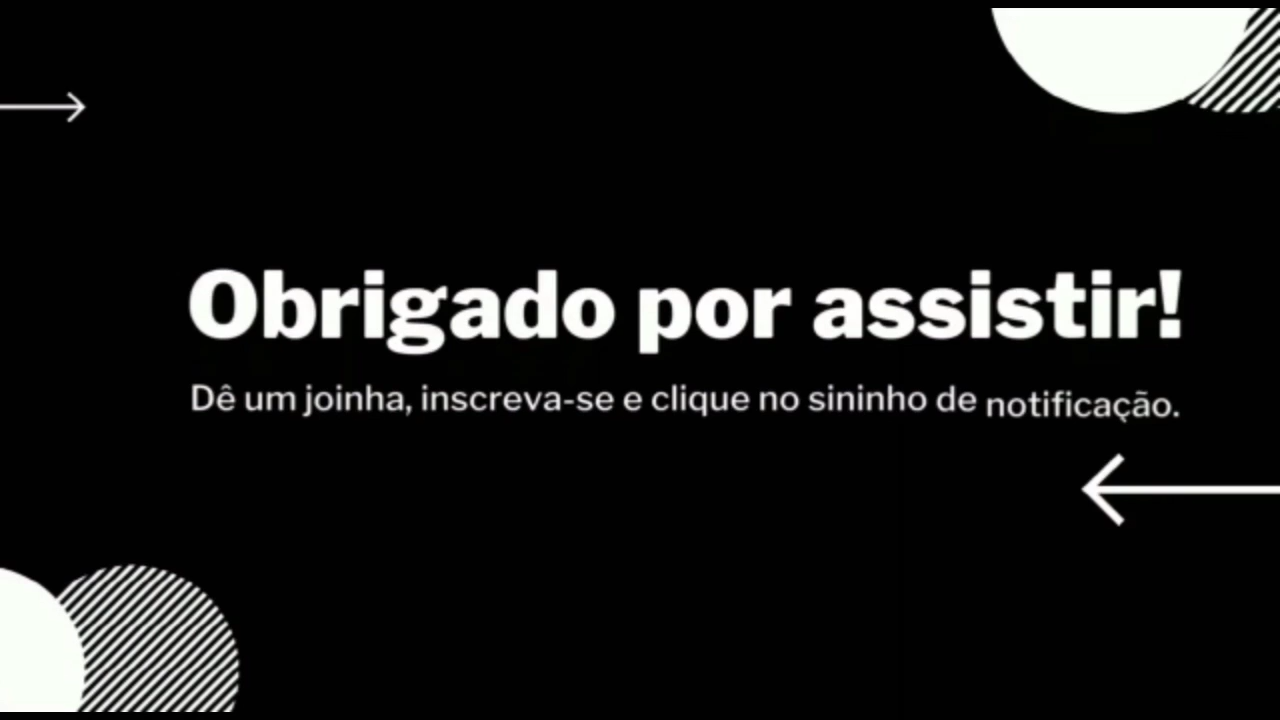 Obrigado por assistir!
Dê um joinha, inscreva-se e clique no sininho de notificação.